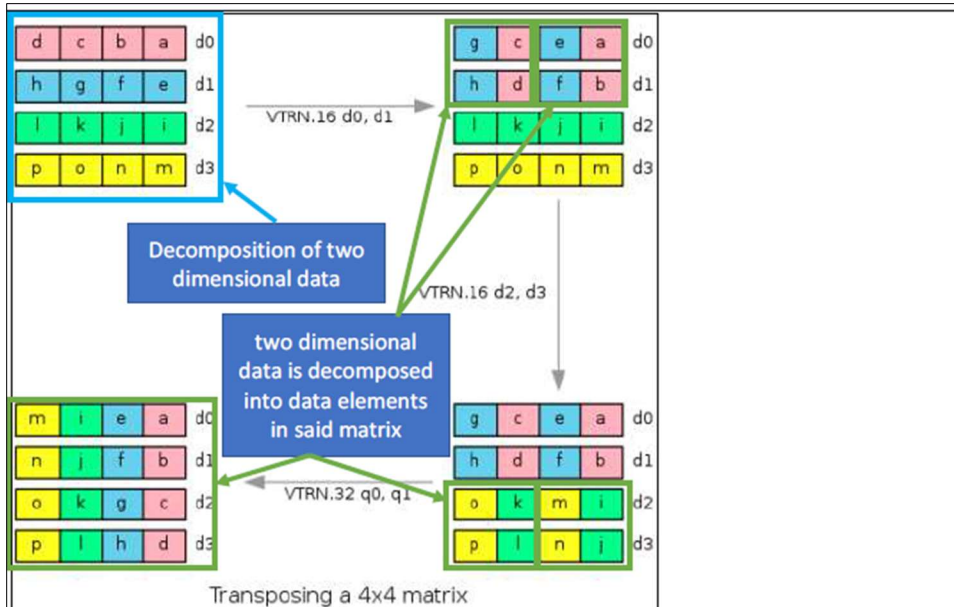 d c b a d0
h g f e d1
l k j i d2
p o n m d3
VTRN.16 d0, d1
g c e a d0
h d f b d1
l k j i d2
p o n m d3
Decomposition of two
dimensional data
VTRN.16 d2, d3
two dimensional
data is decomposed
into data elements
in said matrix
g c e a d0
h d f b d1
o k m i d2
p l n j d3
VTRN.32 q0, q1
m i e a d0
n j f b d1
o k g c d2
p l h d d3
Transposing a 4x4 matrix